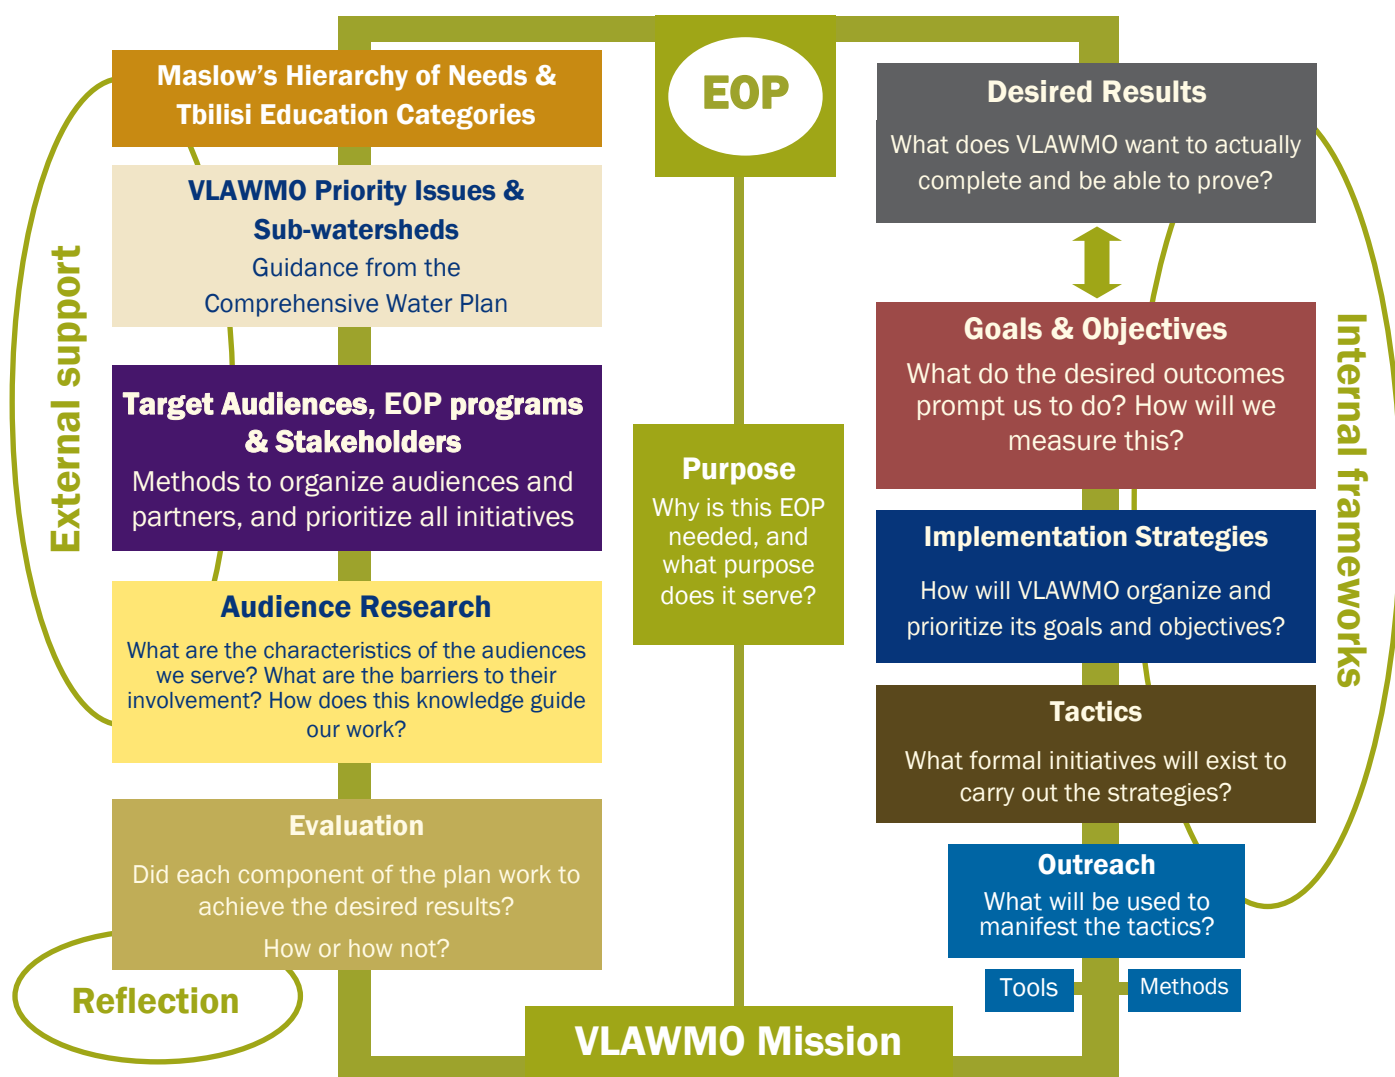 EOP
External support
Maslow's Hierarchy of Needs &
Tbilisi Education Categories
VLAWMO Priority Issues &
Sub-watersheds
Guidance from the
Comprehensive Water Plan
Target Audiences, EOP programs
& Stakeholders
Methods to organize audiences and
partners, and prioritize all initiatives
Audience Research
What are the characteristics of the audiences
we serve? What are the barriers to their
involvement? How does this knowledge guide
our work?
Evaluation
Did each component of the plan work to
achieve the desired results?
How or how not?
Reflection
Purpose
Why is this EOP
needed, and
what purpose
does it serve?
VLAWMO Mission
Desired Results
What does VLAWMO want to actually
complete and be able to prove?
Goals & Objectives
What do the desired outcomes
prompt us to do? How will we
measure this?
Implementation Strategies
How will VLAWMO organize and
prioritize its goals and objectives?
Tactics
What formal initiatives will exist to
carry out the strategies?
Outreach
What will be used to
manifest the tactics?
Tools
Methods
Internal frameworks